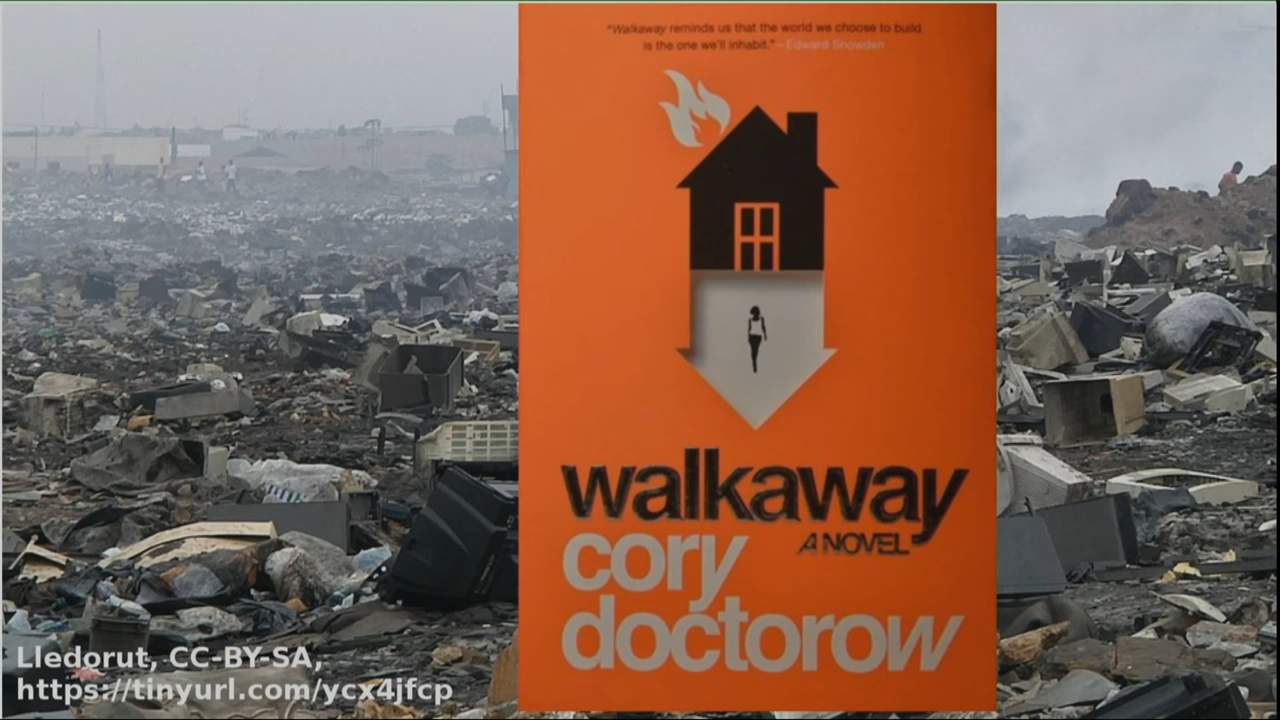 "Walkaway reminds us that the world we choose to build
is the one we'll inhabit."—Edward Snowden
walkaway
A NOVEL
cory
doctorow
Lledorut, CC-BY-SA,
https://tinyurl.com/ycx4jfcp